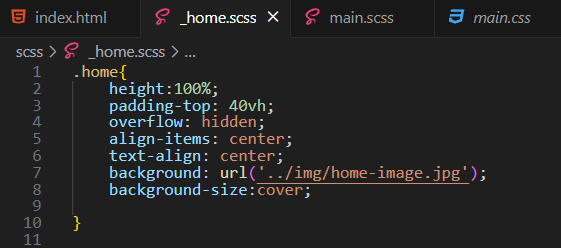 index.html _home.scss main.scss main.css
scss > _home.scss > ...
1 .home{
2 height:100%;
3 padding-top: 40vh;
4 overflow: hidden;
5 align-items: center;
6 text-align: center;
7 background: url('../img/home-image.jpg');
8 background-size:cover;
9
10 }
11